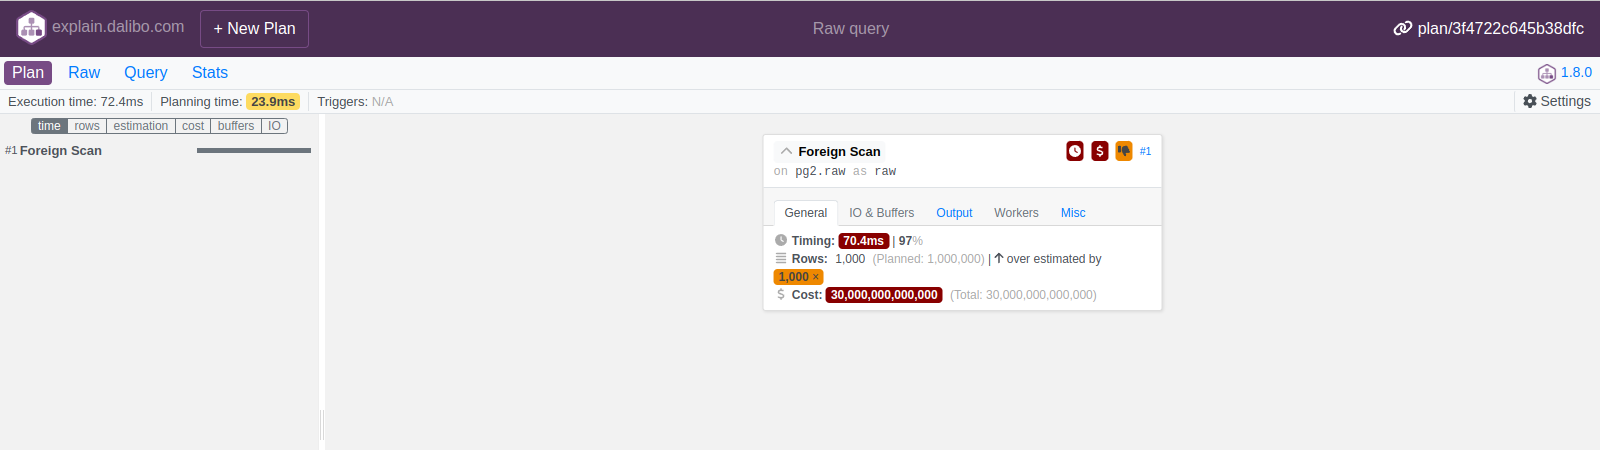 explain.dalibo.com + New Plan Raw query plan/3f4722c645b38dfc
Plan Raw Query Stats 1.8.0
Execution time: 72.4ms Planning time: 23.9ms Triggers: N/A Settings
time rows estimation cost buffers IO
#1 Foreign Scan
Foreign Scan #1
on pg2.raw as raw
General IO & Buffers Output Workers Misc
Timing: 70.4ms | 97%
Rows: 1,000 (Planned: 1,000,000) | over estimated by
1,000 ×
$ Cost: 30,000,000,000,000 (Total: 30,000,000,000,000)